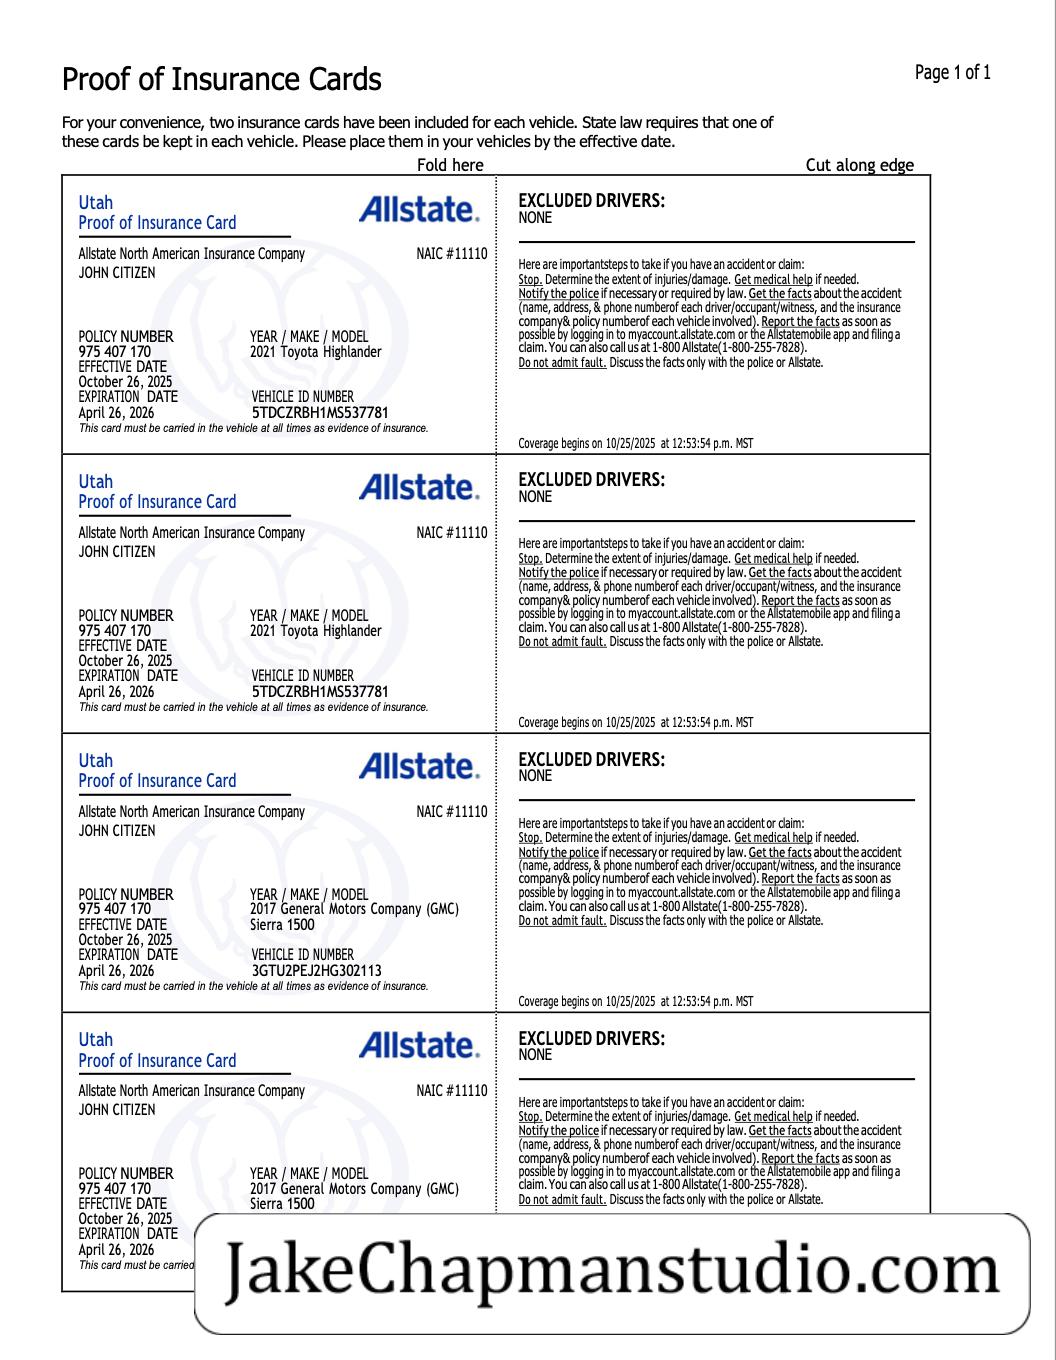 Proof of Insurance Cards
Page 1 of 1
For your convenience, two insurance cards have been included for each vehicle. State law requires that one of
these cards be kept in each vehicle. Please place them in your vehicles by the effective date.
Fold here
Cut along edge
Utah
Proof of Insurance Card
Allstate.
Allstate North American Insurance Company
NAIC #11110
JOHN CITIZEN
POLICY NUMBER
YEAR / MAKE / MODEL
975 407 170
2021 Toyota Highlander
EFFECTIVE DATE
October 26, 2025
EXPIRATION DATE
VEHICLE ID NUMBER
April 26, 2026
5TDCZRBH1MS537781
This card must be carried in the vehicle at all times as evidence of insurance.
EXCLUDED DRIVERS:
NONE
Here are importantsteps to take if you have an accident or claim:
Stop. Determine the extent of injuries/damage. Get medical help if needed.
Notify the police if necessary or required by law. Get the facts about the accident
(name, address, & phone numberof each driver/occupant/witness, and the insurance
company& policy numberof each vehicle involved). Report the facts as soon as
possible by logging in to myaccount.allstate.com or the Allstatemobile app and filing a
claim. You can also call us at 1-800 Allstate(1-800-255-7828).
Do not admit fault. Discuss the facts only with the police or Allstate.
Coverage begins on 10/25/2025 at 12:53:54 p.m. MST
Utah
Proof of Insurance Card
Allstate.
Allstate North American Insurance Company
NAIC #11110
JOHN CITIZEN
POLICY NUMBER
YEAR / MAKE / MODEL
975 407 170
2021 Toyota Highlander
EFFECTIVE DATE
October 26, 2025
EXPIRATION DATE
VEHICLE ID NUMBER
April 26, 2026
5TDCZRBH1MS537781
This card must be carried in the vehicle at all times as evidence of insurance.
EXCLUDED DRIVERS:
NONE
Here are importantsteps to take if you have an accident or claim:
Stop. Determine the extent of injuries/damage. Get medical help if needed.
Notify the police if necessary or required by law. Get the facts about the accident
(name, address, & phone numberof each driver/occupant/witness, and the insurance
company& policy numberof each vehicle involved). Report the facts as soon as
possible by logging in to myaccount.allstate.com or the Allstatemobile app and filing a
claim. You can also call us at 1-800 Allstate(1-800-255-7828).
Do not admit fault. Discuss the facts only with the police or Allstate.
Coverage begins on 10/25/2025 at 12:53:54 p.m. MST
Utah
Proof of Insurance Card
Allstate.
Allstate North American Insurance Company
NAIC #11110
JOHN CITIZEN
POLICY NUMBER
YEAR / MAKE / MODEL
975 407 170
2017 General Motors Company (GMC)
EFFECTIVE DATE
Sierra 1500
October 26, 2025
EXPIRATION DATE
VEHICLE ID NUMBER
April 26, 2026
3GTU2PEJ2HG302113
This card must be carried in the vehicle at all times as evidence of insurance.
EXCLUDED DRIVERS:
NONE
Here are importantsteps to take if you have an accident or claim:
Stop. Determine the extent of injuries/damage. Get medical help if needed.
Notify the police if necessary or required by law. Get the facts about the accident
(name, address, & phone numberof each driver/occupant/witness, and the insurance
company& policy numberof each vehicle involved). Report the facts as soon as
possible by logging in to myaccount.allstate.com or the Allstatemobile app and filing a
claim. You can also call us at 1-800 Allstate(1-800-255-7828).
Do not admit fault. Discuss the facts only with the police or Allstate.
Coverage begins on 10/25/2025 at 12:53:54 p.m. MST
Utah
Proof of Insurance Card
Allstate.
Allstate North American Insurance Company
NAIC #11110
JOHN CITIZEN
POLICY NUMBER
YEAR / MAKE / MODEL
975 407 170
2017 General Motors Company (GMC)
EFFECTIVE DATE
Sierra 1500
October 26, 2025
EXPIRATION DATE
April 26, 2026
This card must be carried
EXCLUDED DRIVERS:
NONE
Here are importantsteps to take if you have an accident or claim:
Stop. Determine the extent of injuries/damage. Get medical help if needed.
Notify the police if necessary or required by law. Get the facts about the accident
(name, address, & phone numberof each driver/occupant/witness, and the insurance
company& policy numberof each vehicle involved). Report the facts as soon as
possible by logging in to myaccount.allstate.com or the Allstatemobile app and filing a
claim. You can also call us at 1-800 Allstate(1-800-255-7828).
Do not admit fault. Discuss the facts only with the police or Allstate.
JakeChapmanstudio.com